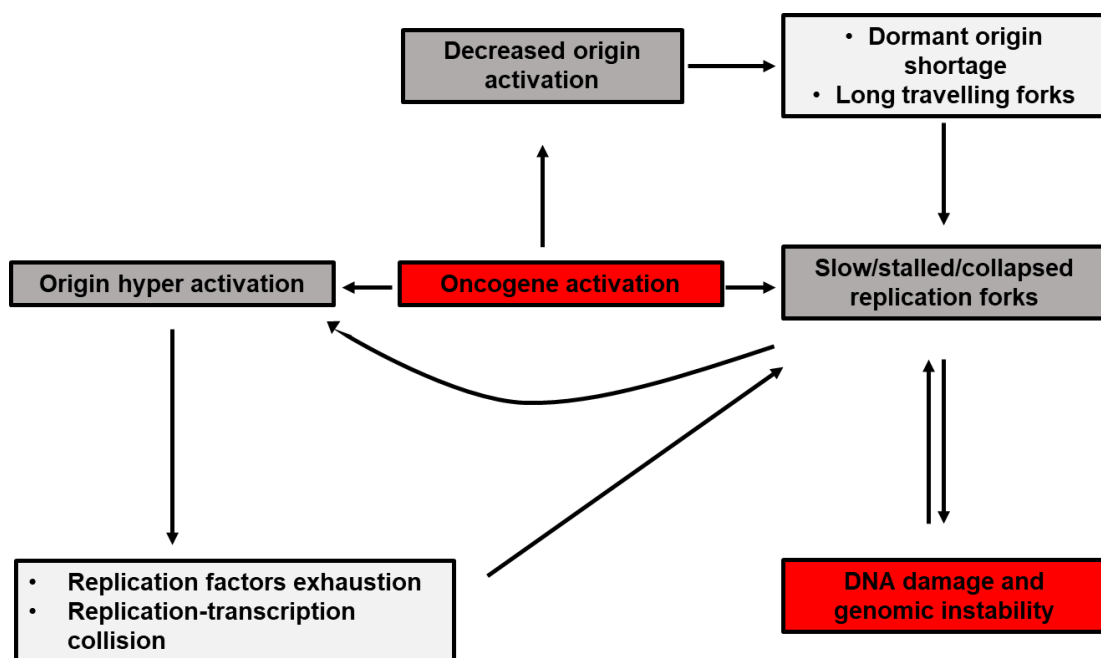 Decreased origin
activation
• Dormant origin
shortage
• Long travelling forks
Origin hyper activation
Oncogene activation
Slow/stalled/collapsed
replication forks
• Replication factors exhaustion
• Replication-transcription
collision
DNA damage and
genomic instability